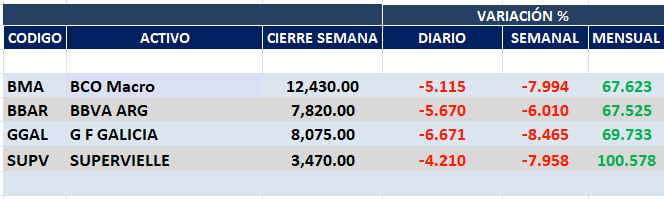 VARIACIÓN %
CODIGO ACTIVO CIERRE SEMANA DIARIO SEMANAL MENSUAL
BMA BCO Macro 12,430.00 -5.115 -7.994 67.623
BBAR BBVA ARG 7,820.00 -5.670 -6.010 67.525
GGAL G F GALICIA 8,075.00 -6.671 -8.465 69.733
SUPV SUPERVIELLE 3,470.00 -4.210 -7.958 100.578